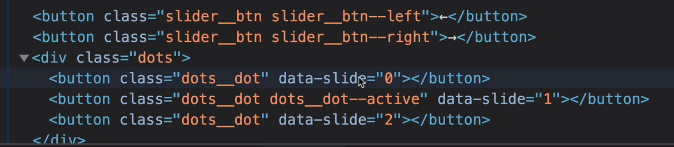 <button class="slider__btn slider__btn--left">←</button>
<button class="slider__btn slider__btn--right">→</button>
▼<div class="dots">
<button class="dots__dot" data-slide="0"></button>
<button class="dots__dot dots__dot--active" data-slide="1"></button>
<button class="dots__dot" data-slide="2"></button>
</div>